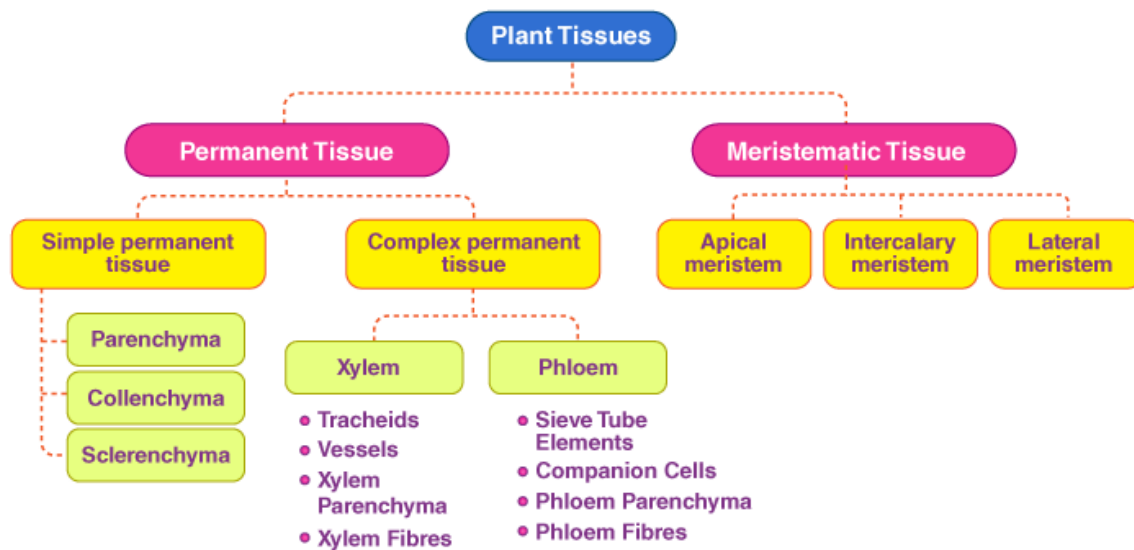 Plant Tissues
Permanent Tissue
Meristematic Tissue
Simple permanent
tissue
Complex permanent
tissue
Apical
meristem
Intercalary
meristem
Lateral
meristem
Parenchyma
Collenchyma
Sclerenchyma
Xylem
Tracheids
Vessels
Xylem
Parenchyma
Xylem Fibres
Phloem
Sieve Tube
Elements
Companion Cells
Phloem Parenchyma
Phloem Fibres